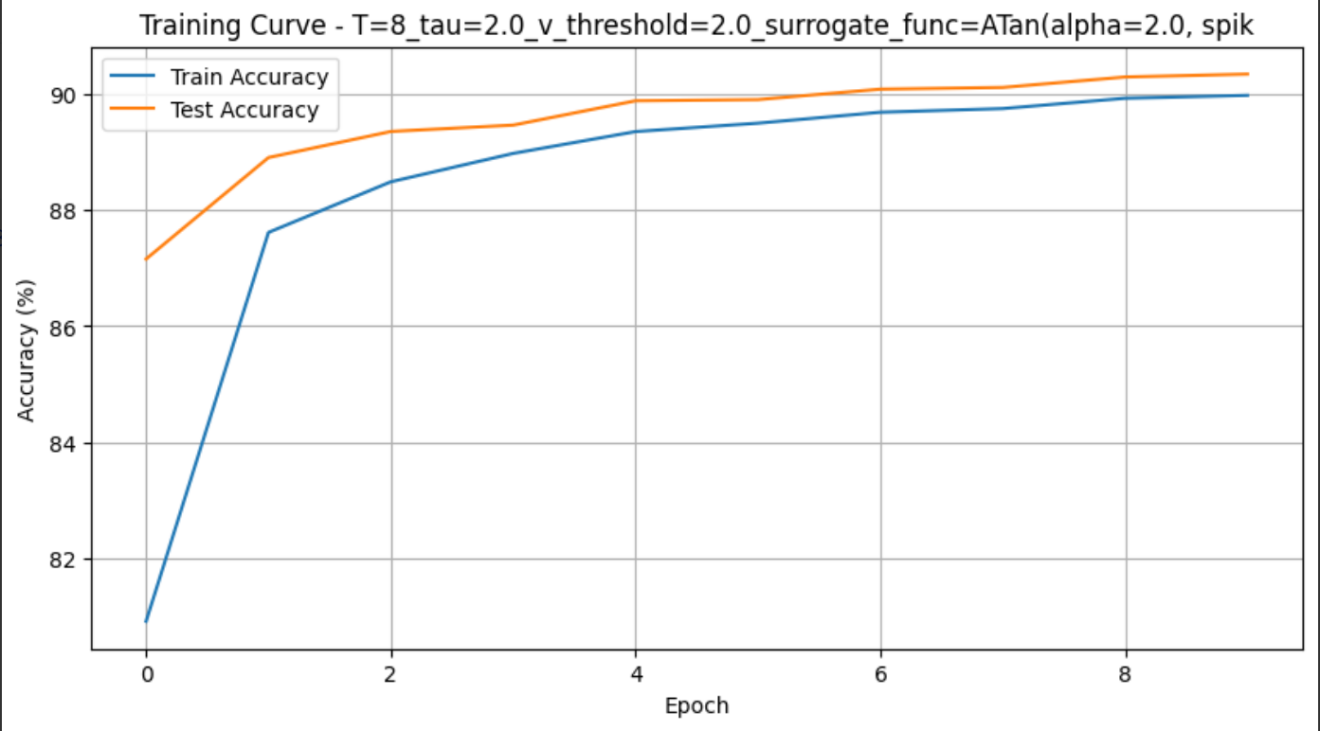 Training Curve - T=8_tau=2.0_v_threshold=2.0_surrogate_func=ATan(alpha=2.0, spik
Train Accuracy
Test Accuracy
90
88
86
84
82
Accuracy (%)
0 2 4 6 8
Epoch